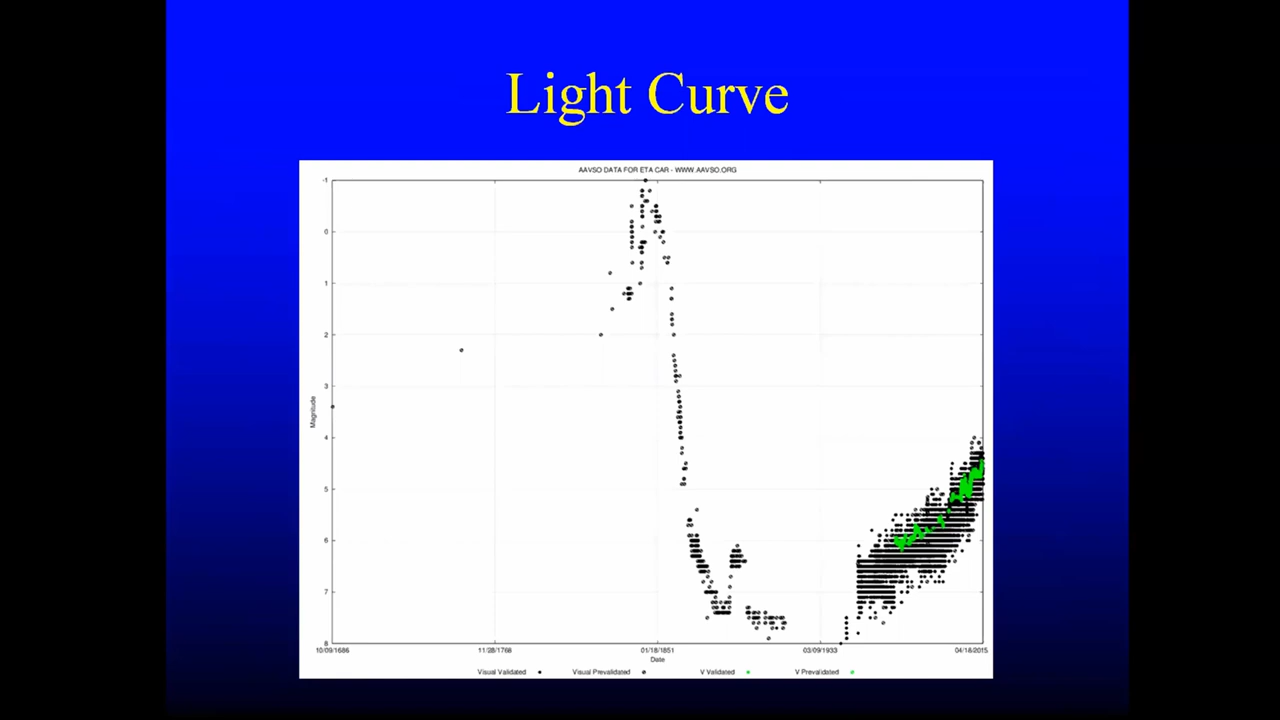 Light Curve
AAVSO DATA FOR ETA CAR - WWW.AAVSO.ORG
-1
0
1
2
3
4
5
6
7
8
Magnitude
10/09/1686 11/28/1766 01/18/1851 03/09/1933 04/18/2015
Date
Visual Validated Visual Prevalidated V Validated V Prevalidated